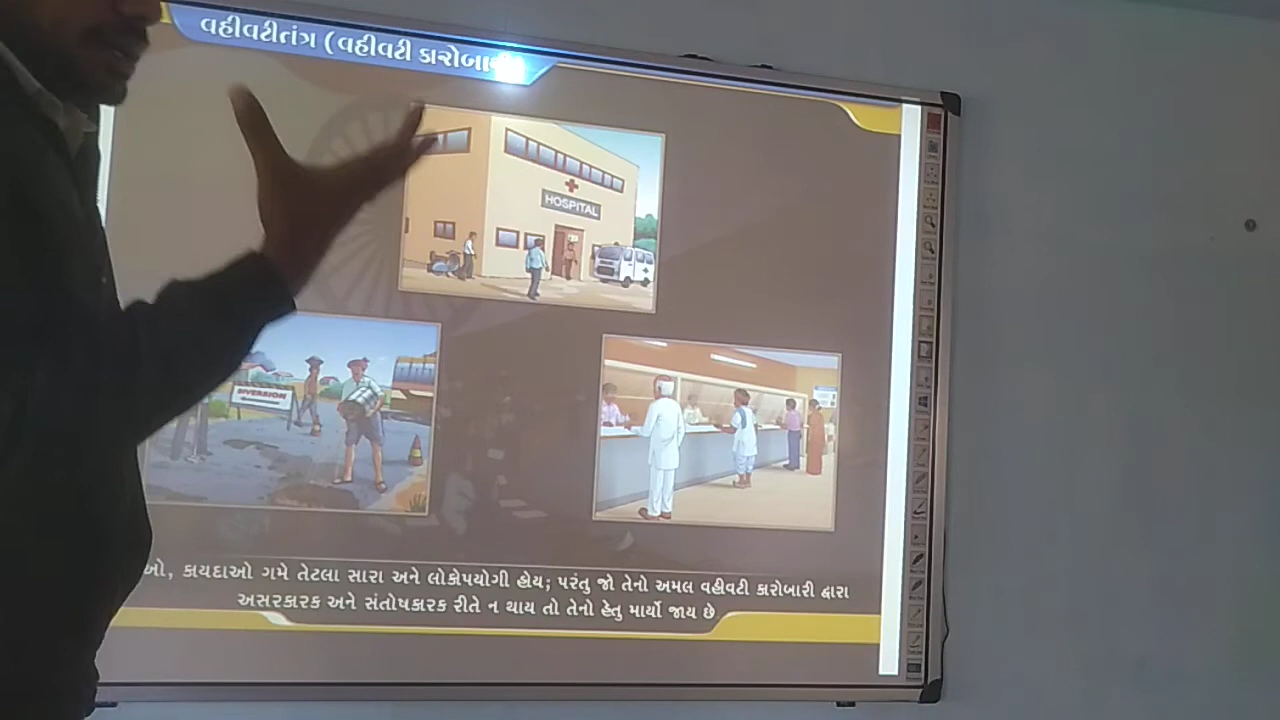 વહીવટીતંત્ર (વહીવટી કારોબારી
HOSPITAL
DIVERSION
કાયદાઓ ગમે તેટલા સારા અને લોકોપયોગી હોય; પરંતુ જો તેનો અમલ વહીવટી કારોબારી દ્વારા
અસરકારક અને સંતોષકારક રીતે ન થાય તો તેનો હેતુ માર્યો જાય છે